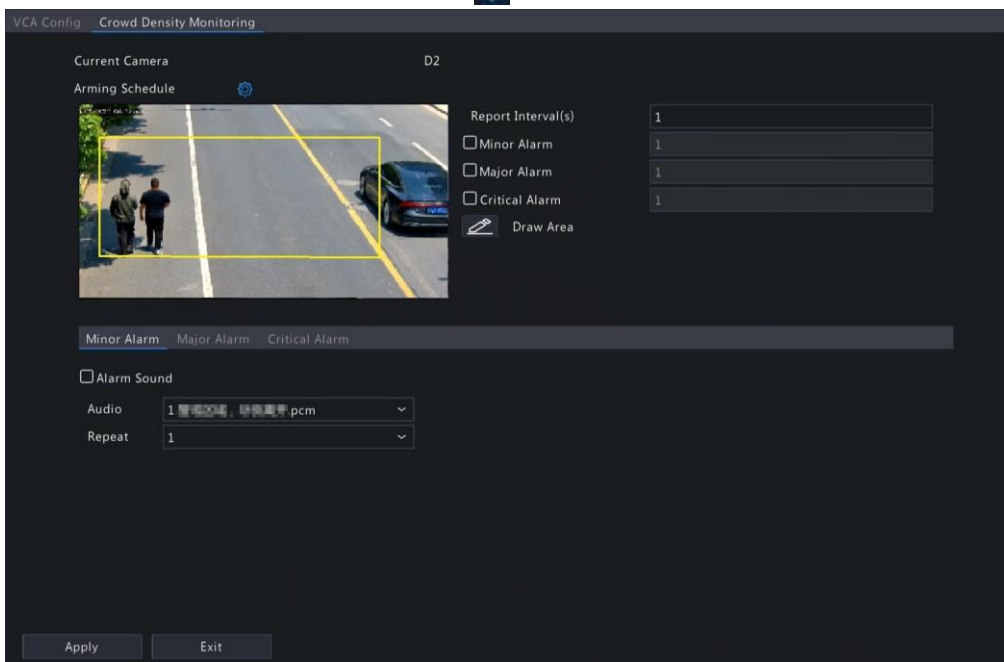 VCA Config Crowd Density Monitoring
Current Camera D2
Arming Schedule
Report Interval(s) 1
Minor Alarm 1
Major Alarm 1
Critical Alarm 1
Draw Area
Minor Alarm Major Alarm Critical Alarm
Alarm Sound
Audio 1 .pcm
Repeat 1
Apply Exit